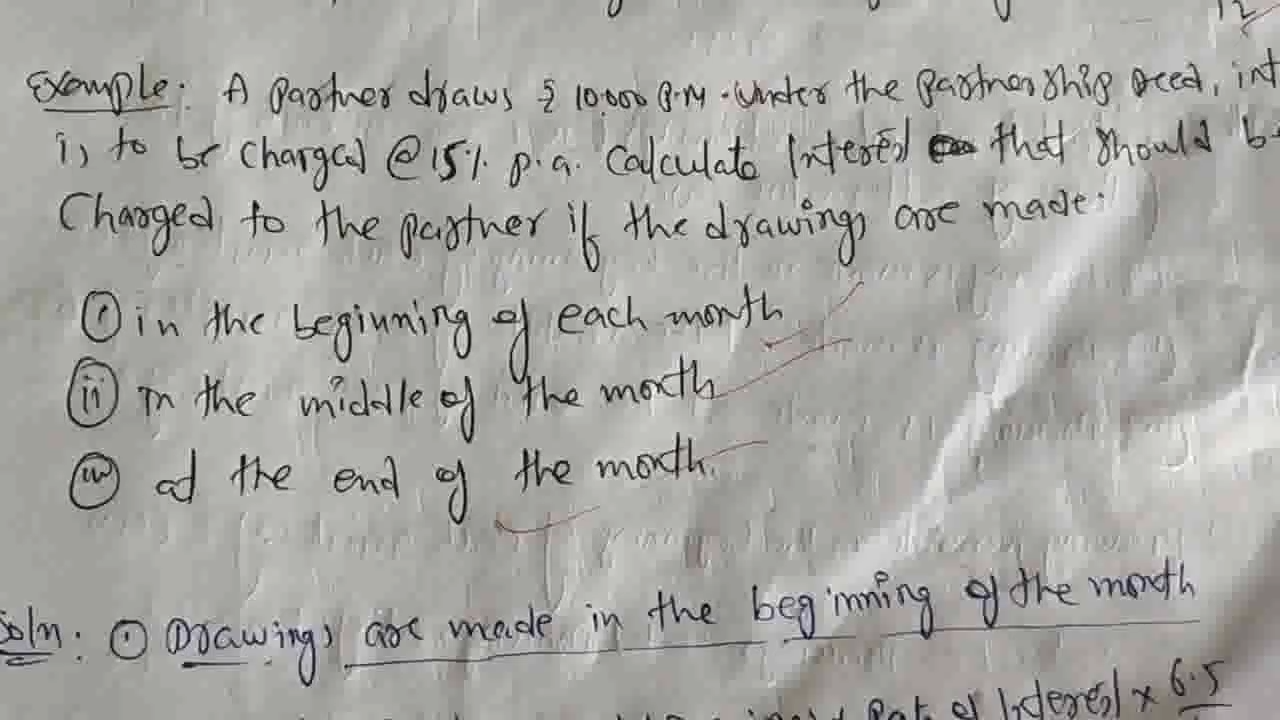 12
Example: A Partner draws ₹ 10,000 P.M. Under the Partnership Deed, int
is to be charged @ 15% p.a. Calculate Interest that should be
Charged to the partner if the drawings are made:
(i) in the beginning of each month
(ii) in the middle of the month
(iii) at the end of the month.
Soln: (i) Drawings are made in the beginning of the month
Rate of Interest × 6.5